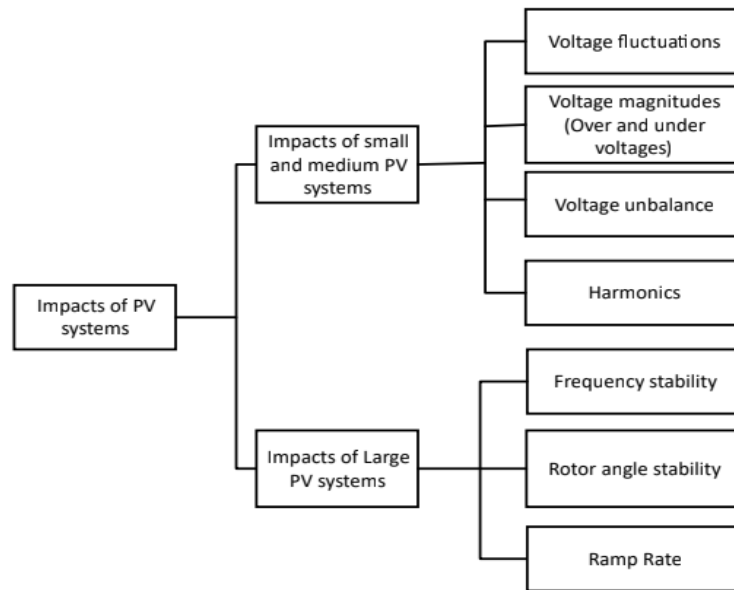 Voltage fluctuations
Voltage magnitudes
(Over and under
voltages)
Impacts of small
and medium PV
systems
Voltage unbalance
Harmonics
Impacts of PV
systems
Frequency stability
Impacts of Large
PV systems
Rotor angle stability
Ramp Rate